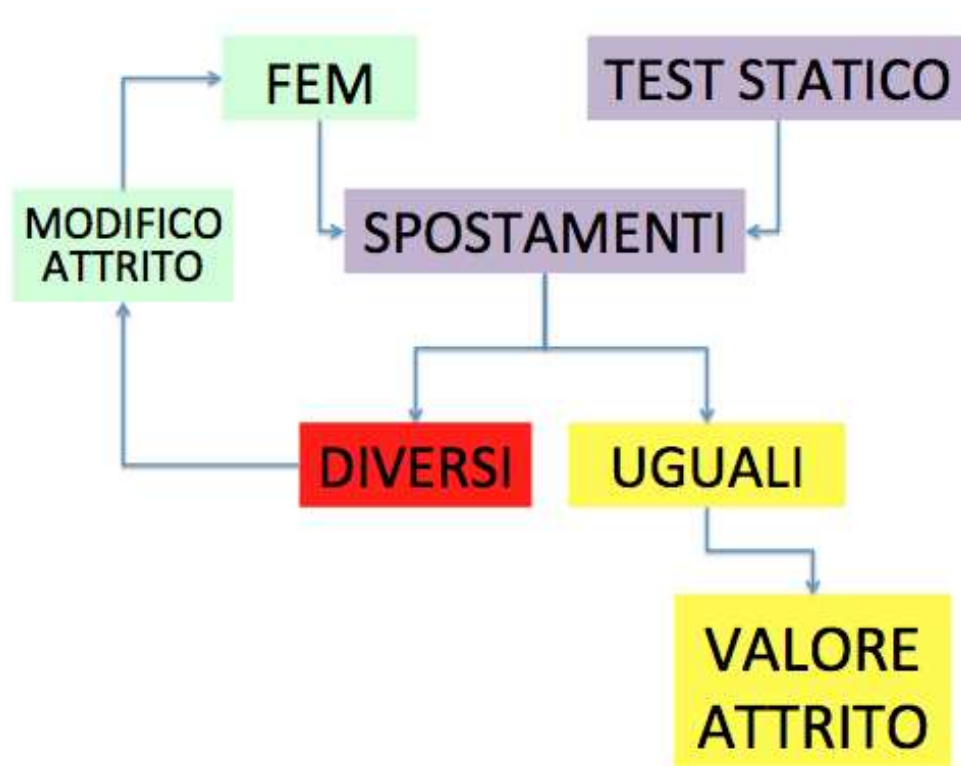 FEM
TEST STATICO
MODIFICO
ATTRITO
SPOSTAMENTI
DIVERSI
UGUALI
VALORE
ATTRITO